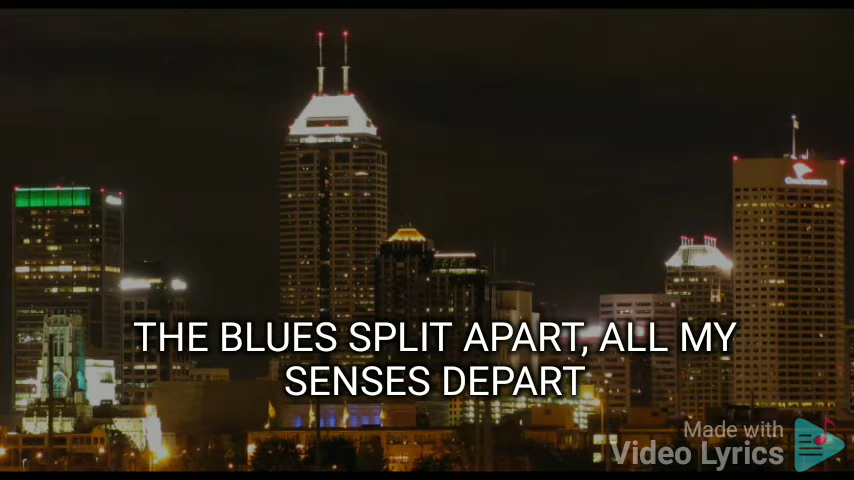 THE BLUES SPLIT APART, ALL MY
SENSES DEPART
Made with
Video Lyrics